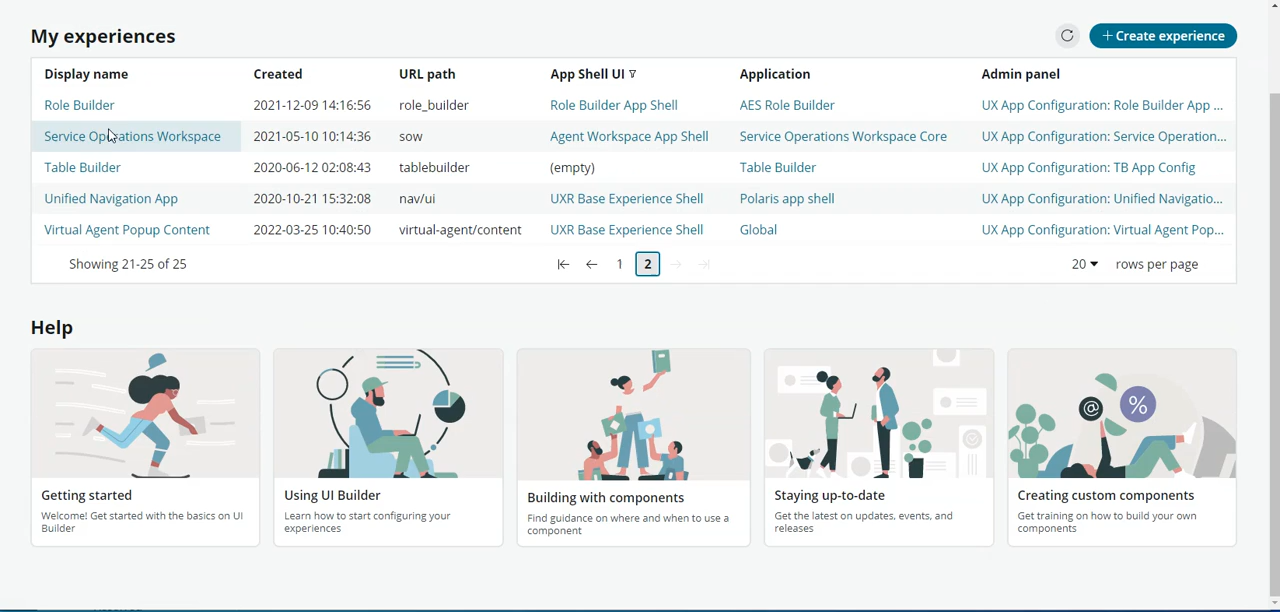 My experiences
+ Create experience
Display name Created URL path App Shell UI Application Admin panel
Role Builder 2021-12-09 14:16:56 role_builder Role Builder App Shell AES Role Builder UX App Configuration: Role Builder App ...
Service Operations Workspace 2021-05-10 10:14:36 sow Agent Workspace App Shell Service Operations Workspace Core UX App Configuration: Service Operation...
Table Builder 2020-06-12 02:08:43 tablebuilder (empty) Table Builder UX App Configuration: TB App Config
Unified Navigation App 2020-10-21 15:32:08 nav/ui UXR Base Experience Shell Polaris app shell UX App Configuration: Unified Navigatio...
Virtual Agent Popup Content 2022-03-25 10:40:50 virtual-agent/content UXR Base Experience Shell Global UX App Configuration: Virtual Agent Pop...
Showing 21-25 of 25 1 2 20 rows per page
Help
@ %
Getting started
Welcome! Get started with the basics on UI
Builder
Using UI Builder
Learn how to start configuring your
experiences
Building with components
Find guidance on where and when to use a
component
Staying up-to-date
Get the latest on updates, events, and
releases
Creating custom components
Get training on how to build your own
components